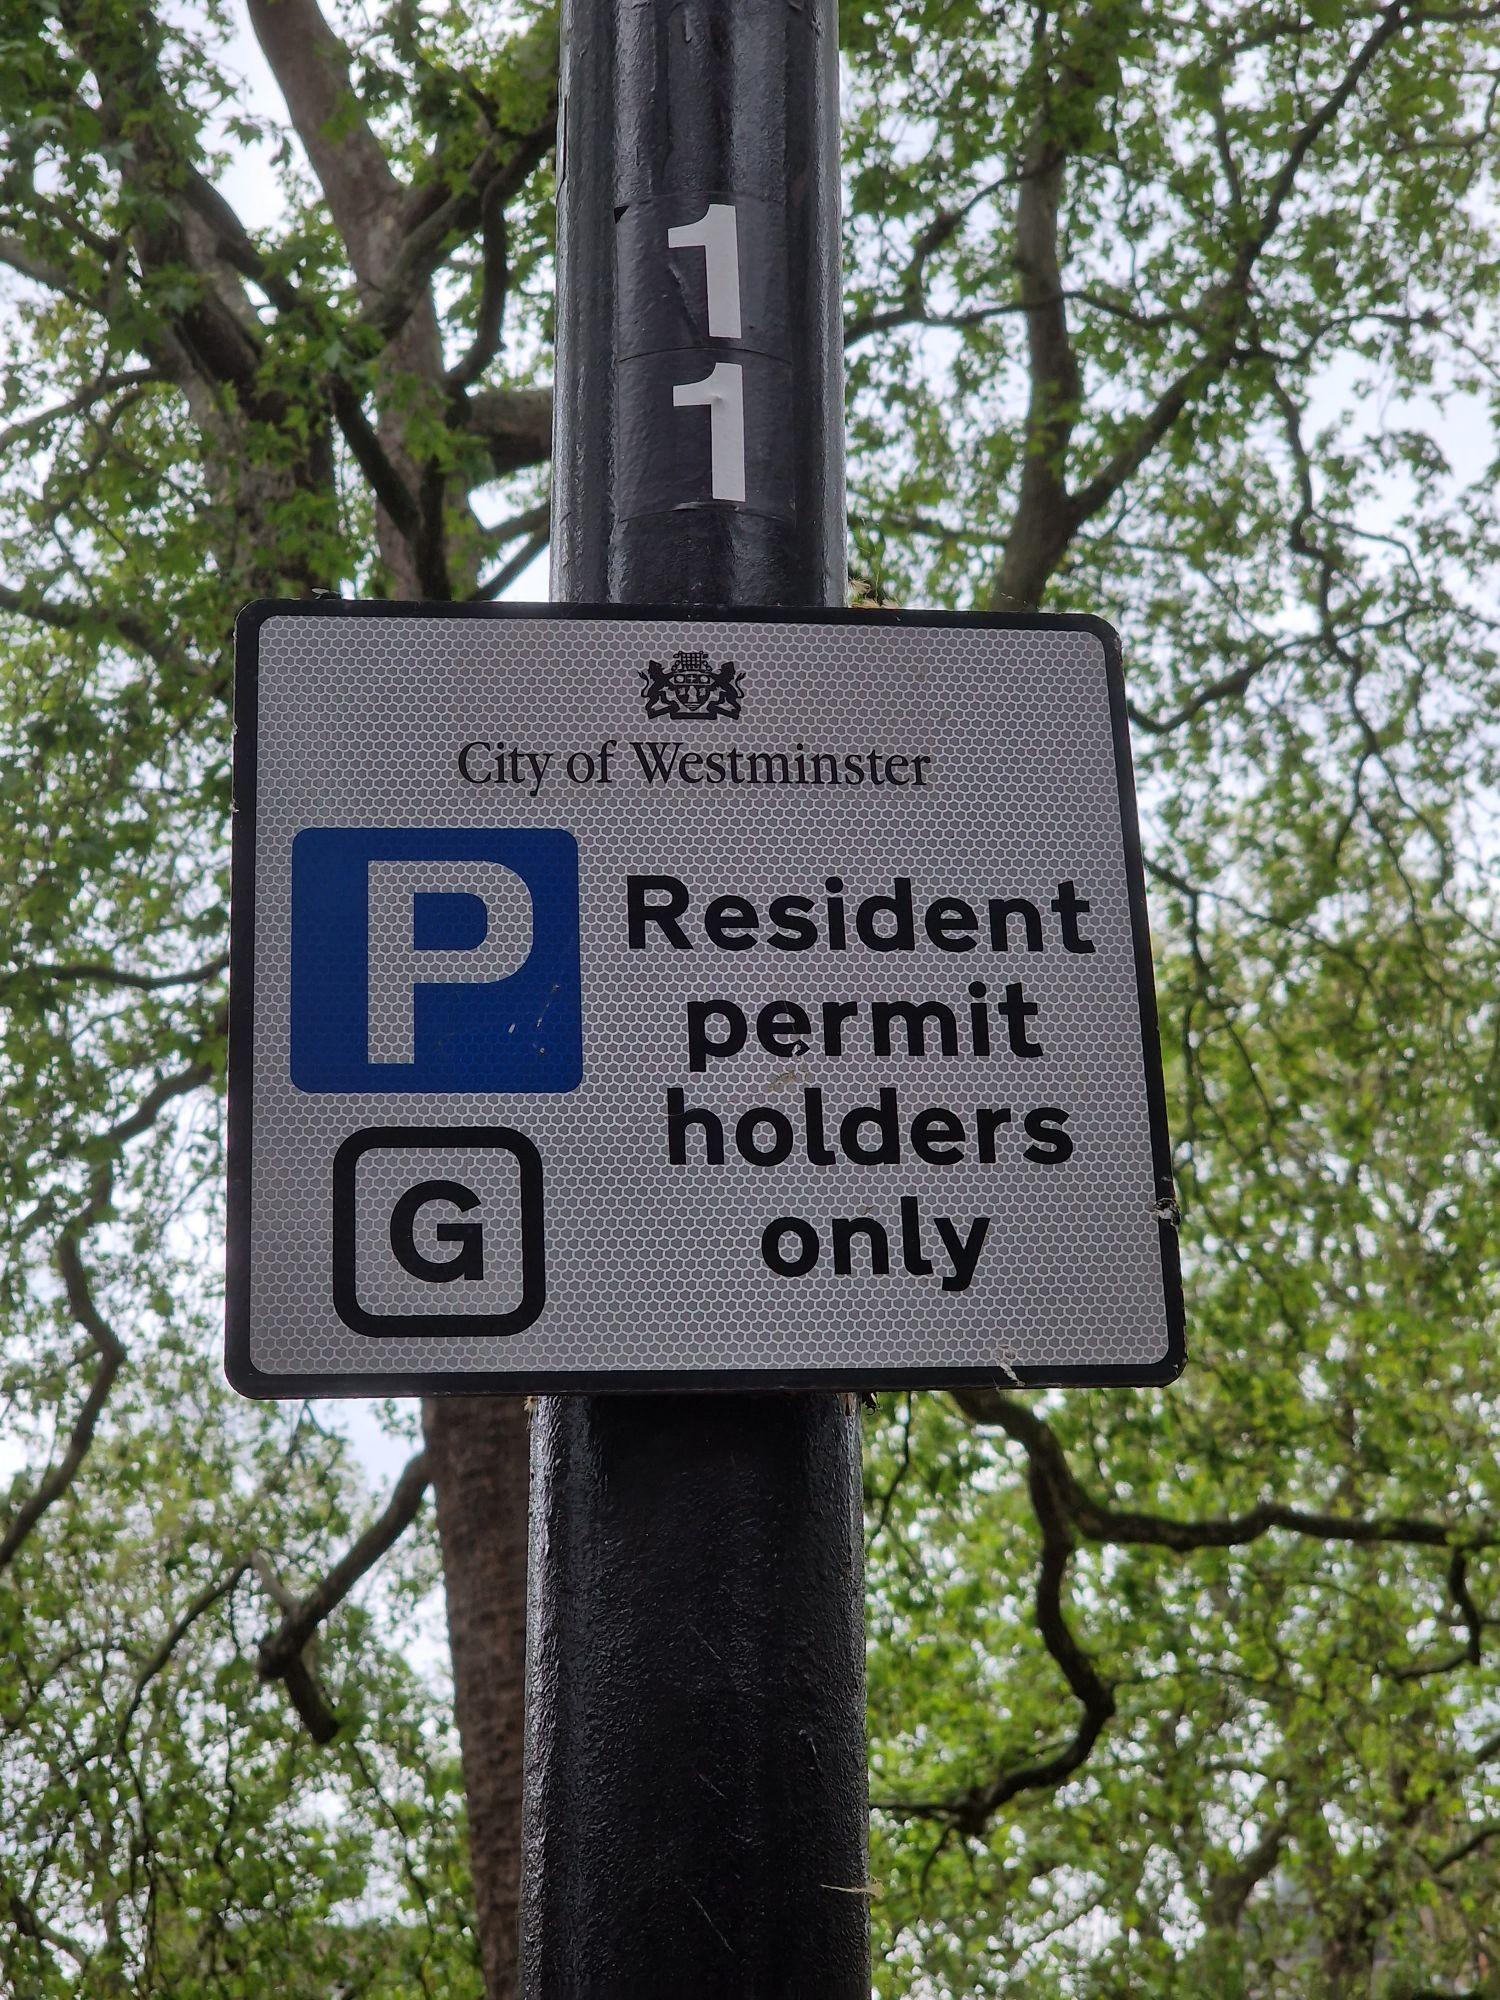 1
1
City of Westminster
P
Resident
permit
holders
only
G